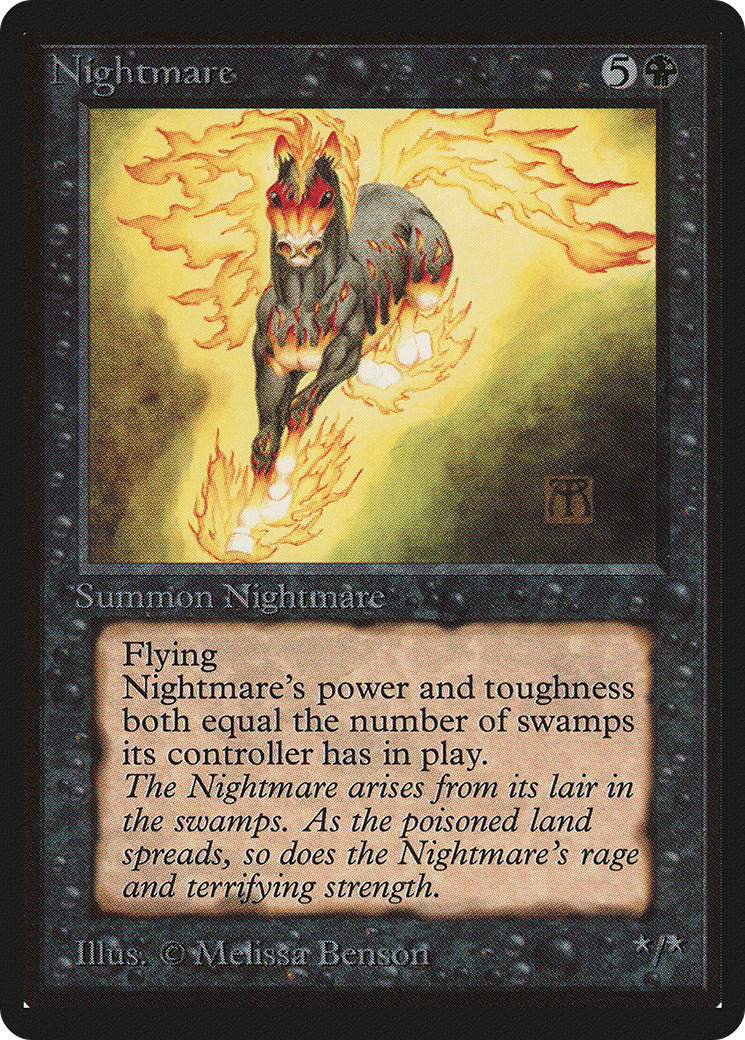 Nightmare 5
Summon Nightmare
Flying
Nightmare's power and toughness
both equal the number of swamps
its controller has in play.
The Nightmare arises from its lair in
the swamps. As the poisoned land
spreads, so does the Nightmare's rage
and terrifying strength.
Illus. © Melissa Benson */*